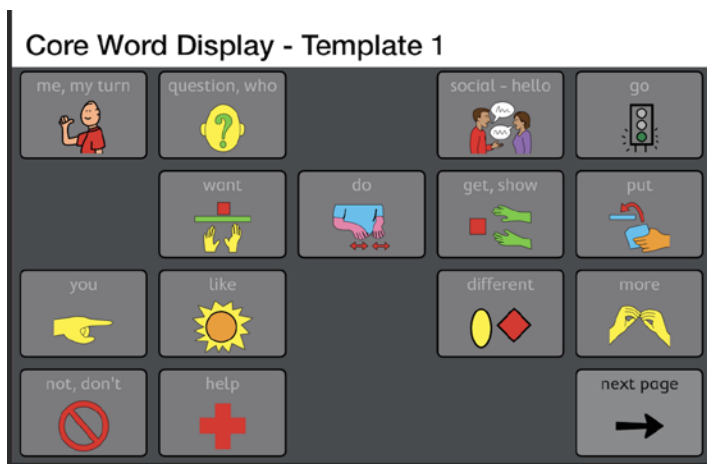 Core Word Display - Template 1
me, my turn
question, who
social - hello
go
want
do
get, show
put
you
like
different
more
not, don't
help
next page